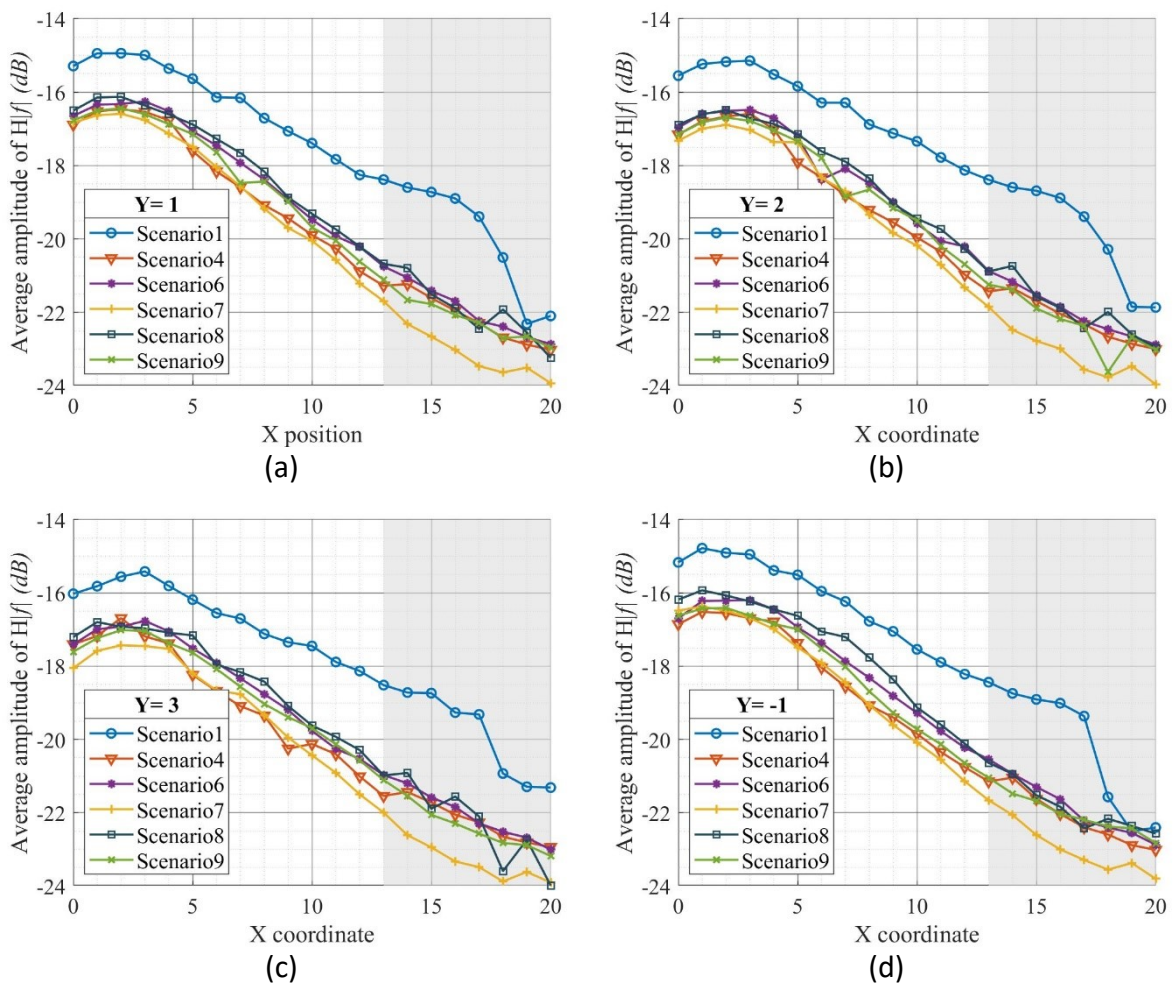 Average amplitude of H|f| (dB)
-14
-16
-18
-20
-22
-24
Y= 1
Scenario1
Scenario4
Scenario6
Scenario7
Scenario8
Scenario9
0 5 10 15 20
X position
(a)
Average amplitude of H|f| (dB)
-14
-16
-18
-20
-22
-24
Y= 2
Scenario1
Scenario4
Scenario6
Scenario7
Scenario8
Scenario9
0 5 10 15 20
X coordinate
(b)
Average amplitude of H|f| (dB)
-14
-16
-18
-20
-22
-24
Y= 3
Scenario1
Scenario4
Scenario6
Scenario7
Scenario8
Scenario9
0 5 10 15 20
X coordinate
(c)
Average amplitude of H|f| (dB)
-14
-16
-18
-20
-22
-24
Y= -1
Scenario1
Scenario4
Scenario6
Scenario7
Scenario8
Scenario9
0 5 10 15 20
X coordinate
(d)